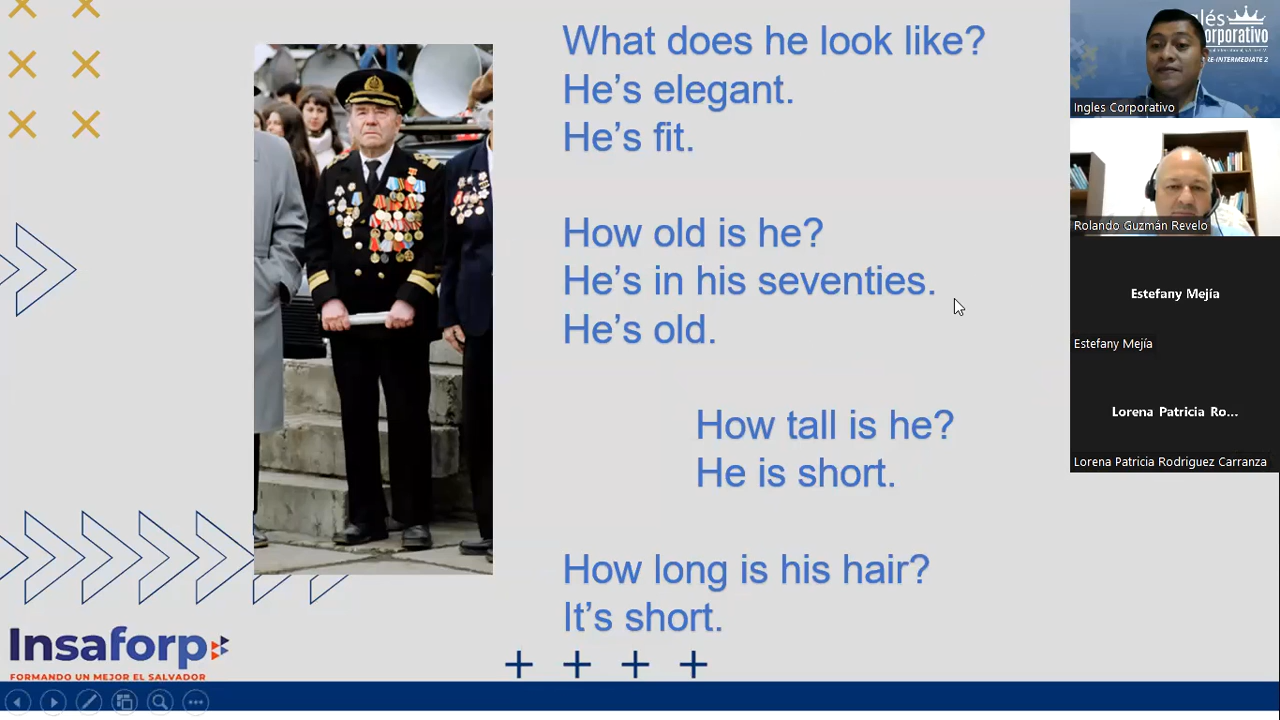 What does he look like?
He's elegant.
He's fit.
How old is he?
He's in his seventies.
He's old.
How tall is he?
He is short.
How long is his hair?
It's short.
Insaforp
FORMANDO UN MEJOR EL SALVADOR
Ingles Corporativo
Rolando Guzmán Revelo
Estefany Mejía
Estefany Mejía
Lorena Patricia Ro...
Lorena Patricia Rodriguez Carranza